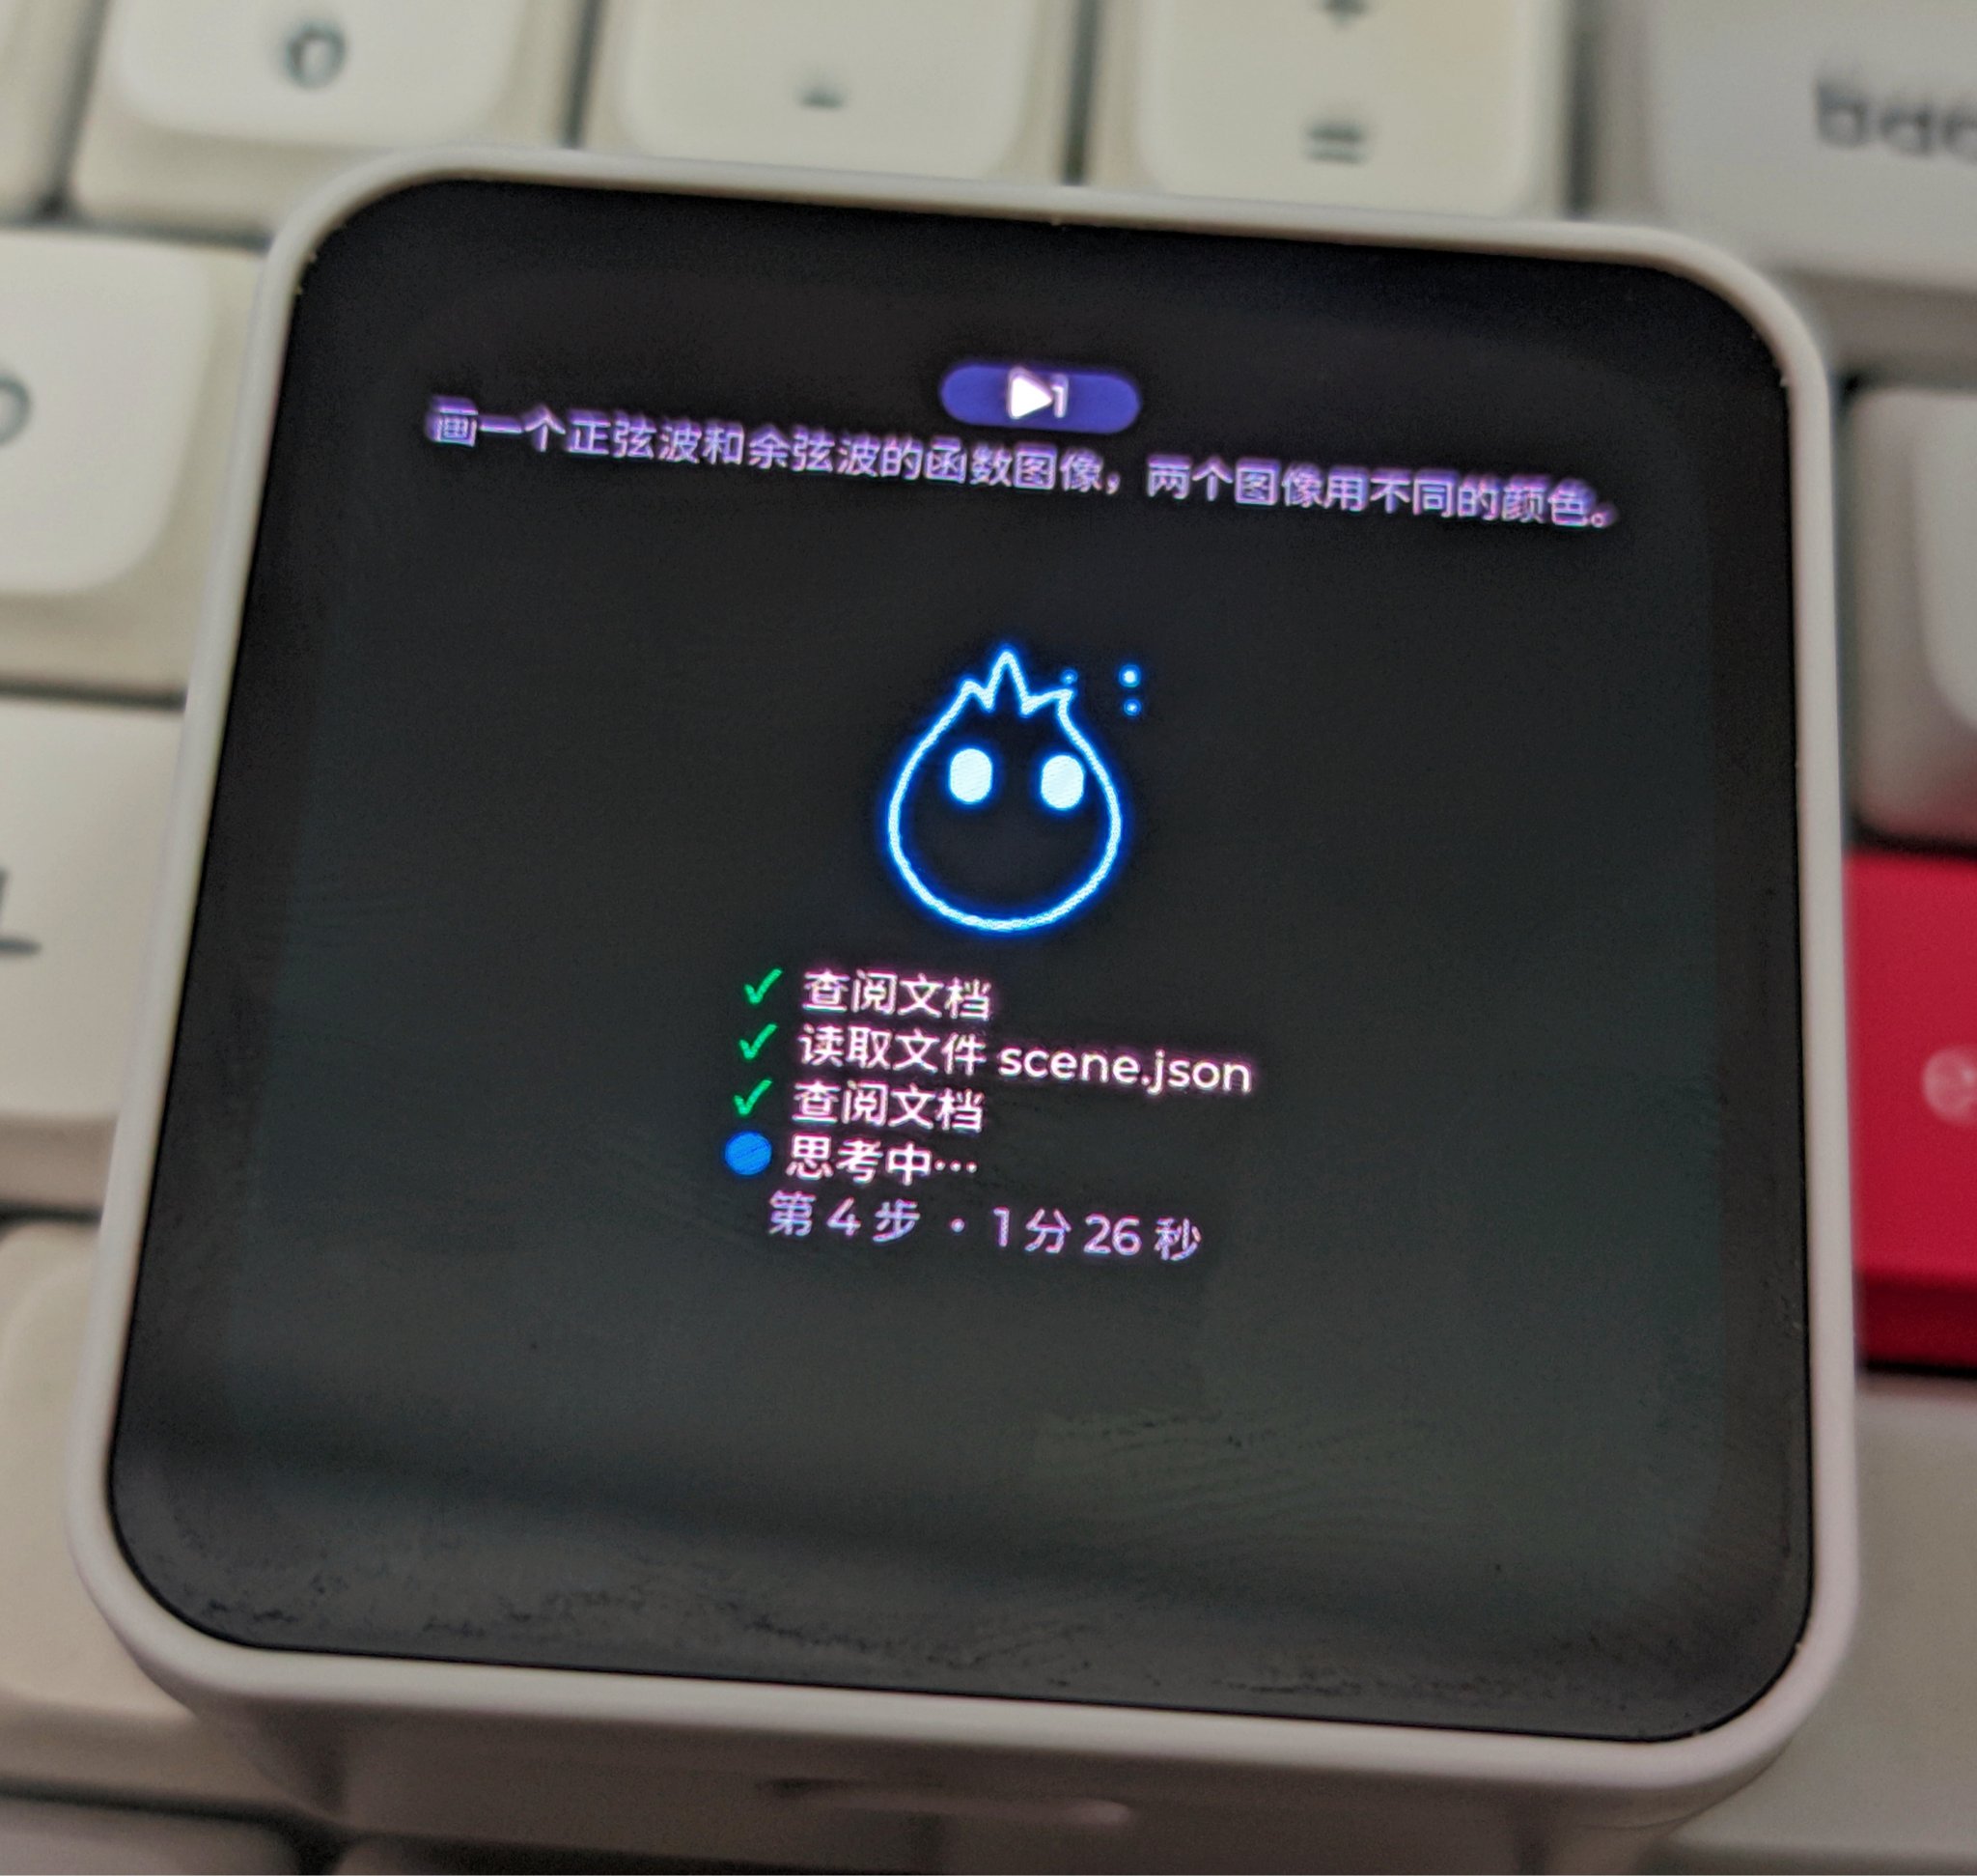 0
-
+
=
bac
L
▶1
画一个正弦波和余弦波的函数图像，两个图像用不同的颜色。
✓ 查阅文档
✓ 读取文件 scene.json
✓ 查阅文档
思考中…
第 4 步 · 1 分 26 秒